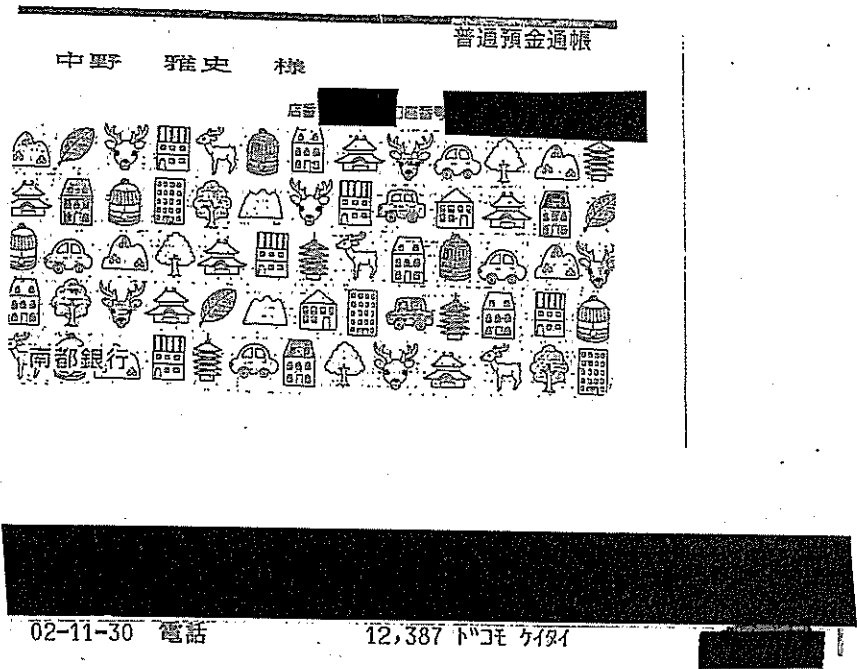 普通預金通帳
中野 雅史 様
店番 口座番号
南都銀行
02-11-30 電話 12,387 ドコモ ケイタイ